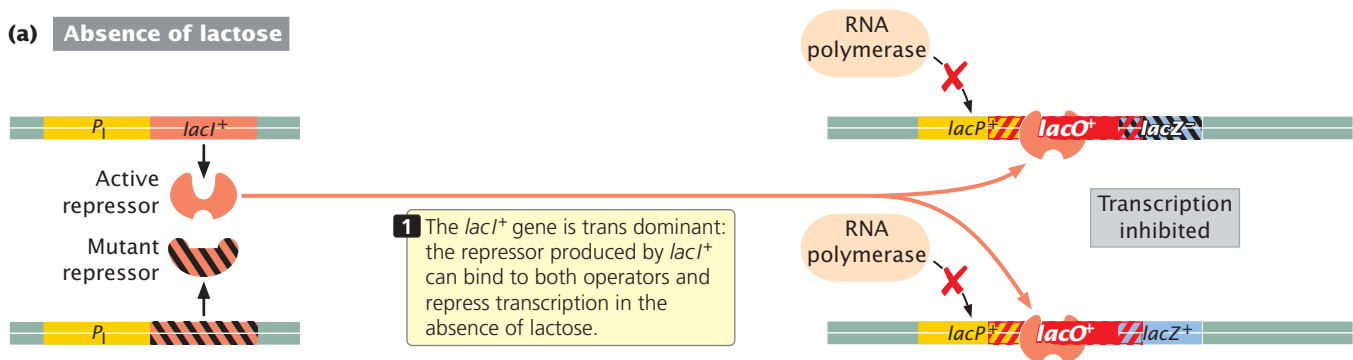 (a) Absence of lactose
RNA
polymerase
P_I lacI⁺
lacP⁺ lacO⁺ lacZ⁻
Active
repressor
Mutant
repressor
1 The lacI⁺ gene is trans dominant:
the repressor produced by lacI⁺
can bind to both operators and
repress transcription in the
absence of lactose.
Transcription
inhibited
RNA
polymerase
P_I
lacP⁺ lacO⁺ lacZ⁺